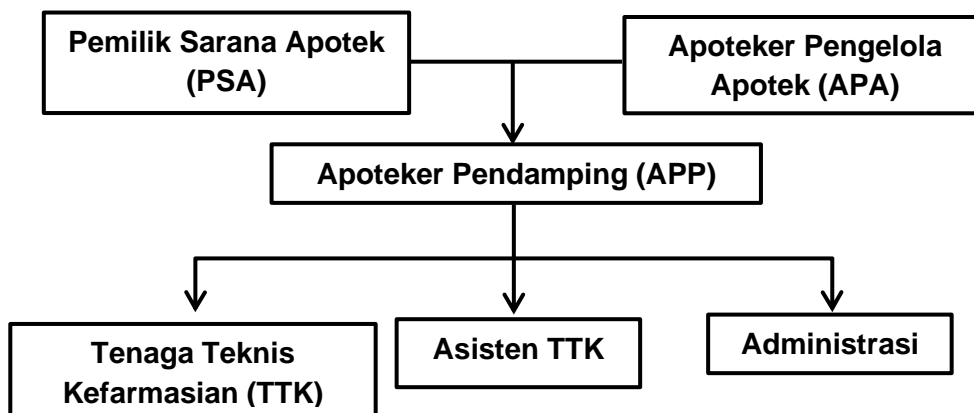 Pemilik Sarana Apotek
(PSA)
Apoteker Pengelola
Apotek (APA)
Apoteker Pendamping (APP)
Tenaga Teknis
Kefarmasian (TTK)
Asisten TTK
Administrasi